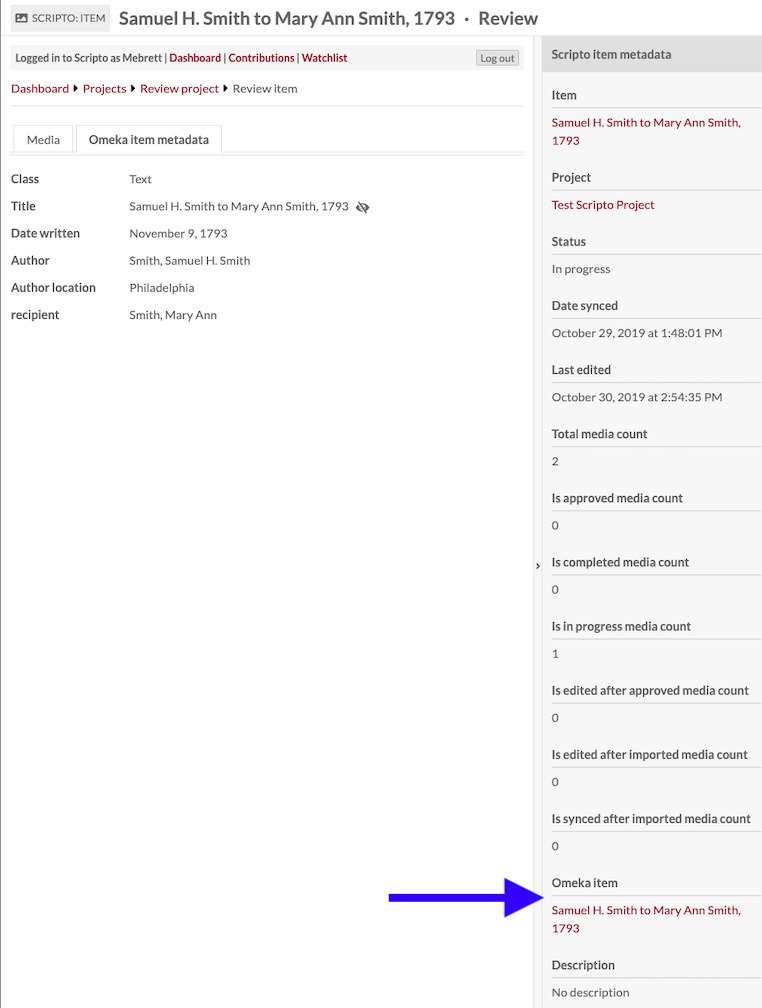 SCRIPTO: ITEM Samuel H. Smith to Mary Ann Smith, 1793 · Review
Logged in to Scripto as Mebrett | Dashboard | Contributions | Watchlist Log out
Dashboard Projects Review project Review item
Media Omeka item metadata
Class Text
Title Samuel H. Smith to Mary Ann Smith, 1793
Date written November 9, 1793
Author Smith, Samuel H. Smith
Author location Philadelphia
recipient Smith, Mary Ann
Scripto item metadata
Item
Samuel H. Smith to Mary Ann Smith,
1793
Project
Test Scripto Project
Status
In progress
Date synced
October 29, 2019 at 1:48:01 PM
Last edited
October 30, 2019 at 2:54:35 PM
Total media count
2
Is approved media count
0
Is completed media count
0
Is in progress media count
1
Is edited after approved media count
0
Is edited after imported media count
0
Is synced after imported media count
0
Omeka item
Samuel H. Smith to Mary Ann Smith,
1793
Description
No description